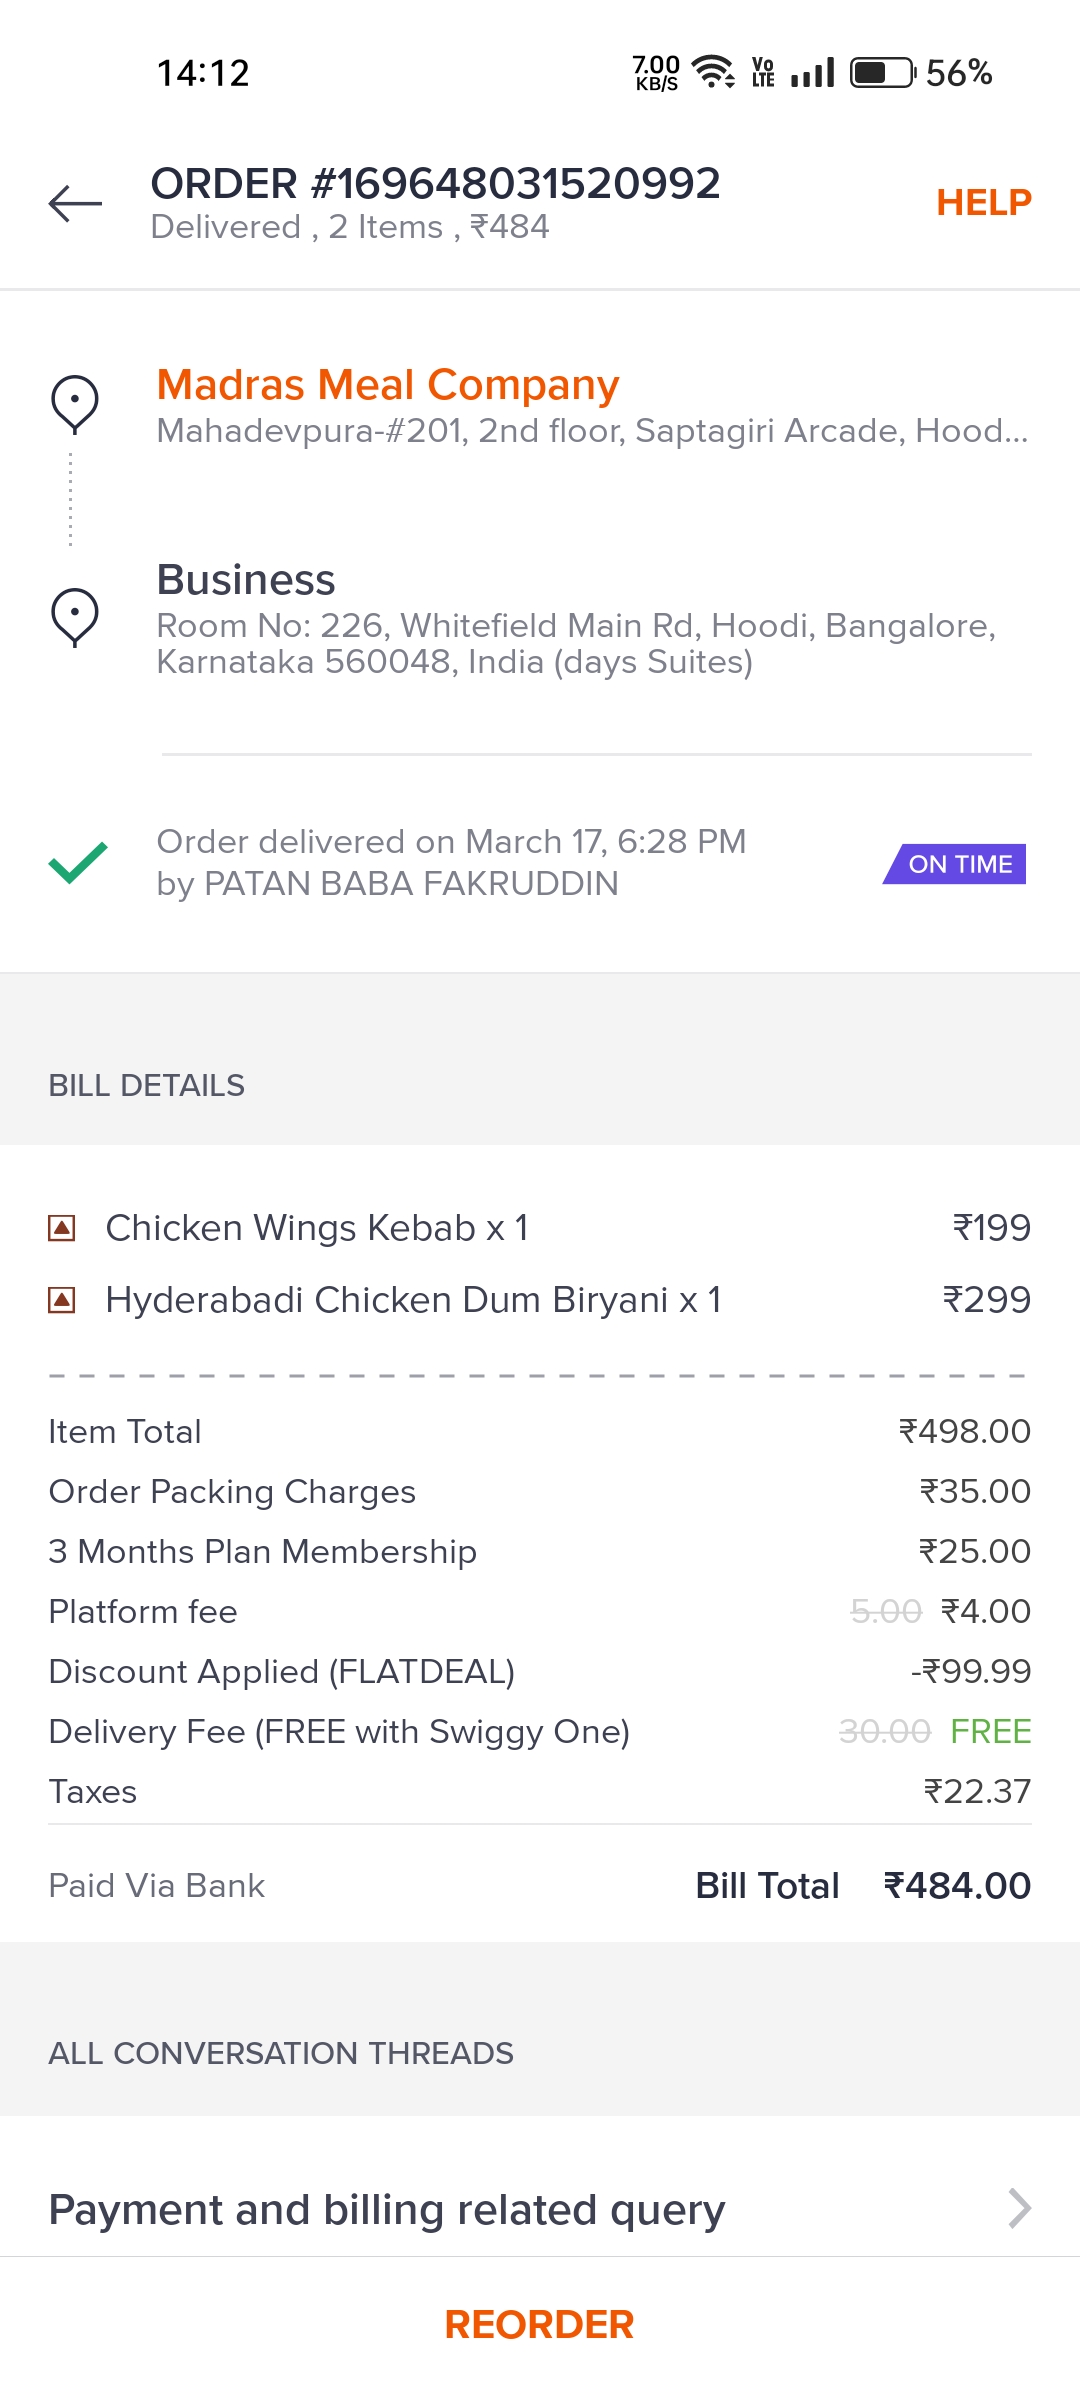 14:12
7.00 KB/S Vo LTE 56%
ORDER #169648031520992
HELP
Delivered , 2 Items , ₹484
Madras Meal Company
Mahadevpura-#201, 2nd floor, Saptagiri Arcade, Hood...
Business
Room No: 226, Whitefield Main Rd, Hoodi, Bangalore,
Karnataka 560048, India (days Suites)
Order delivered on March 17, 6:28 PM
by PATAN BABA FAKRUDDIN
ON TIME
BILL DETAILS
Chicken Wings Kebab x 1 ₹199
Hyderabadi Chicken Dum Biryani x 1 ₹299
Item Total ₹498.00
Order Packing Charges ₹35.00
3 Months Plan Membership ₹25.00
Platform fee 5.00 ₹4.00
Discount Applied (FLATDEAL) -₹99.99
Delivery Fee (FREE with Swiggy One) 30.00 FREE
Taxes ₹22.37
Paid Via Bank Bill Total ₹484.00
ALL CONVERSATION THREADS
Payment and billing related query
REORDER